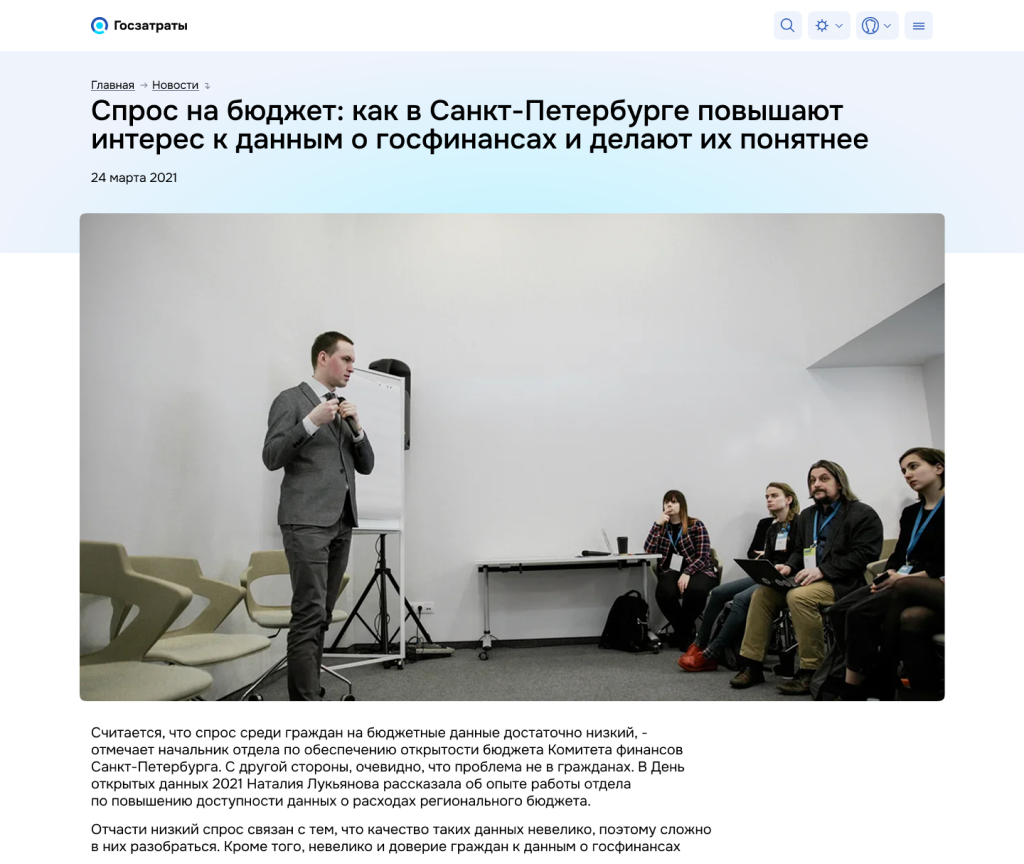 Госзатраты
Главная → Новости
Спрос на бюджет: как в Санкт-Петербурге повышают
интерес к данным о госфинансах и делают их понятнее
24 марта 2021
Считается, что спрос среди граждан на бюджетные данные достаточно низкий, -
отмечает начальник отдела по обеспечению открытости бюджета Комитета финансов
Санкт-Петербурга. С другой стороны, очевидно, что проблема не в гражданах. В День
открытых данных 2021 Наталия Лукьянова рассказала об опыте работы отдела
по повышению доступности данных о расходах регионального бюджета.
Отчасти низкий спрос связан с тем, что качество таких данных невелико, поэтому сложно
в них разобраться. Кроме того, невелико и доверие граждан к данным о госфинансах